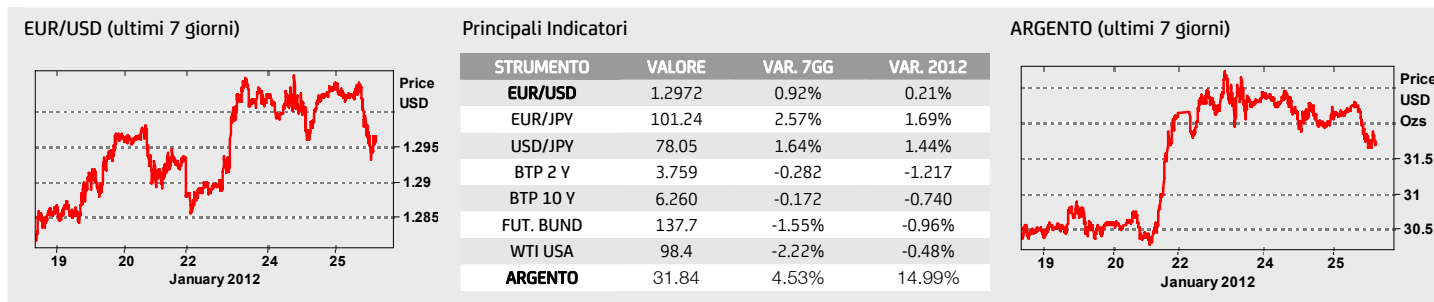 EUR/USD (ultimi 7 giorni)
Price
USD
1.295
1.29
1.285
19 20 22 24 25
January 2012
Principali Indicatori
STRUMENTO VALORE VAR. 7GG VAR. 2012
EUR/USD 1.2972 0.92% 0.21%
EUR/JPY 101.24 2.57% 1.69%
USD/JPY 78.05 1.64% 1.44%
BTP 2 Y 3.759 -0.282 -1.217
BTP 10 Y 6.260 -0.172 -0.740
FUT. BUND 137.7 -1.55% -0.96%
WTI USA 98.4 -2.22% -0.48%
ARGENTO 31.84 4.53% 14.99%
ARGENTO (ultimi 7 giorni)
Price
USD
Ozs
31.5
31
30.5
19 20 22 24 25
January 2012